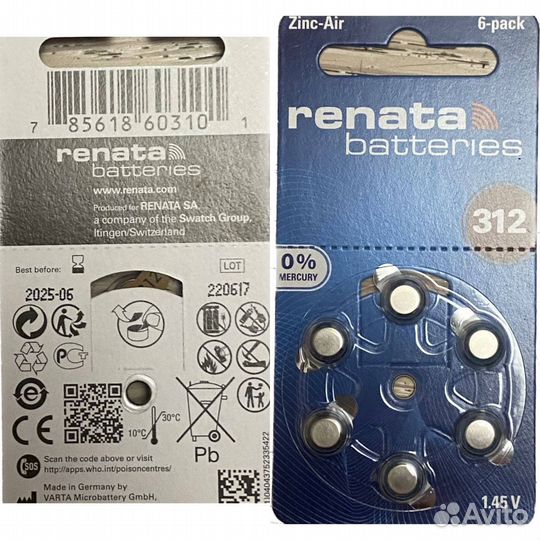 7 85618 60310 1
renata
batteries
www.renata.com
Produced for RENATA SA,
a company of the Swatch Group,
Itingen/Switzerland
Best before:
LOT
2025-06
220617
30°C
10°C
Pb
SOS
Scan the code above or visit
http://apps.who.int/poisoncentres/
Made in Germany by
VARTA Microbattery GmbH,
1104043752335422
Zinc-Air
6-pack
renata
batteries
312
0%
MERCURY
1.45 V
Avito